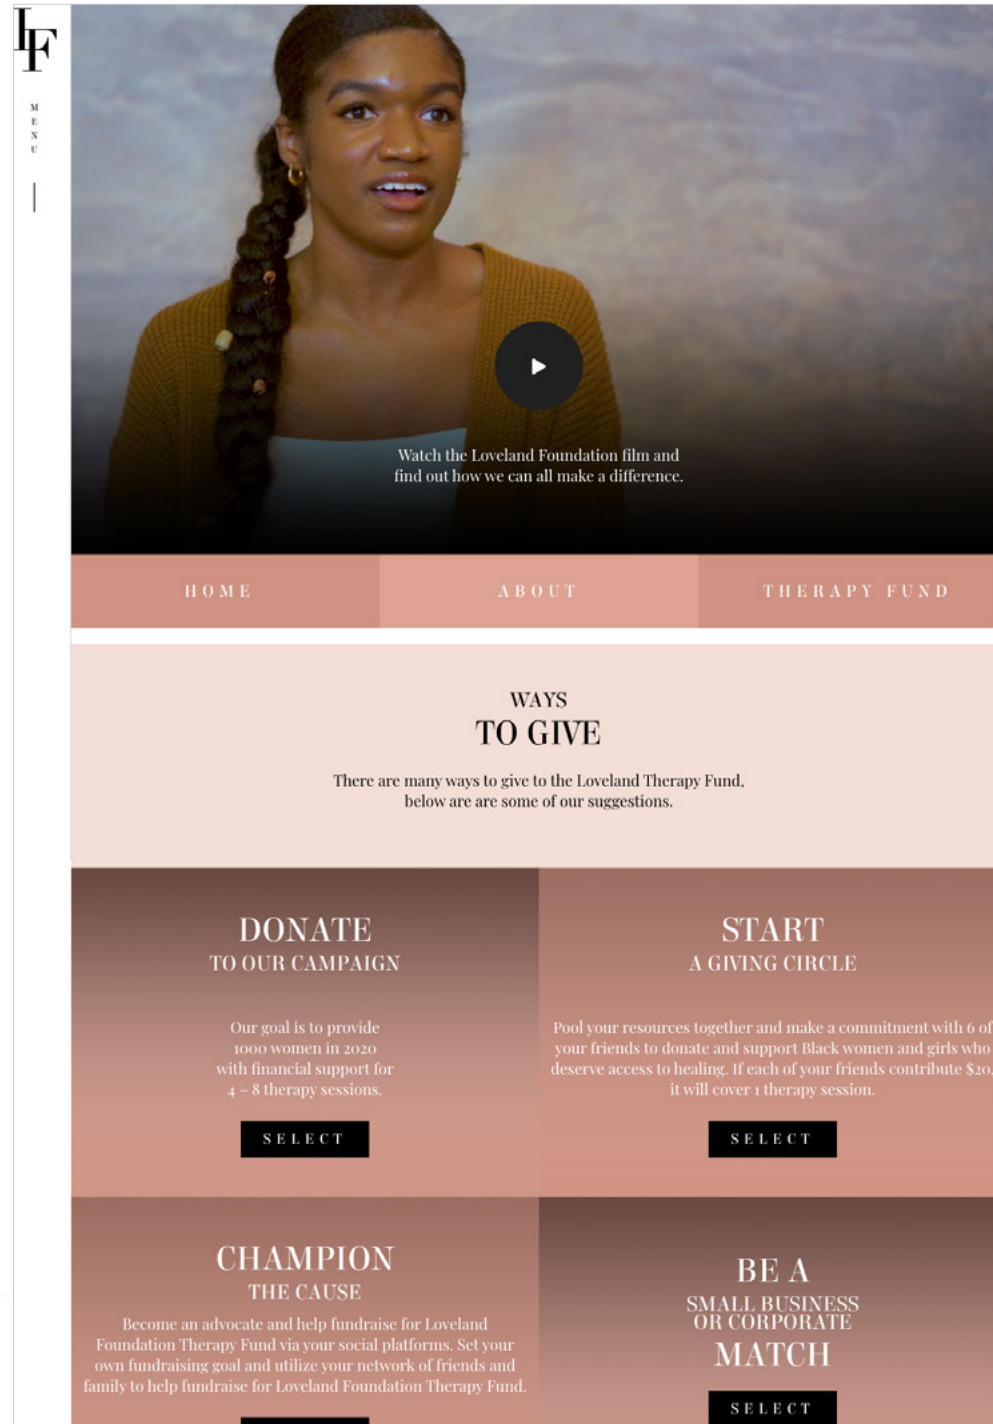 LF
MENU
Watch the Loveland Foundation film and
find out how we can all make a difference.
HOME
ABOUT
THERAPY FUND
WAYS
TO GIVE
There are many ways to give to the Loveland Therapy Fund,
below are are some of our suggestions.
DONATE
TO OUR CAMPAIGN
Our goal is to provide
1000 women in 2020
with financial support for
4 – 8 therapy sessions.
SELECT
START
A GIVING CIRCLE
Pool your resources together and make a commitment with 6 of
your friends to donate and support Black women and girls who
deserve access to healing. If each of your friends contribute $20,
it will cover 1 therapy session.
SELECT
CHAMPION
THE CAUSE
Become an advocate and help fundraise for Loveland
Foundation Therapy Fund via your social platforms. Set your
own fundraising goal and utilize your network of friends and
family to help fundraise for Loveland Foundation Therapy Fund.
BE A
SMALL BUSINESS
OR CORPORATE
MATCH
SELECT